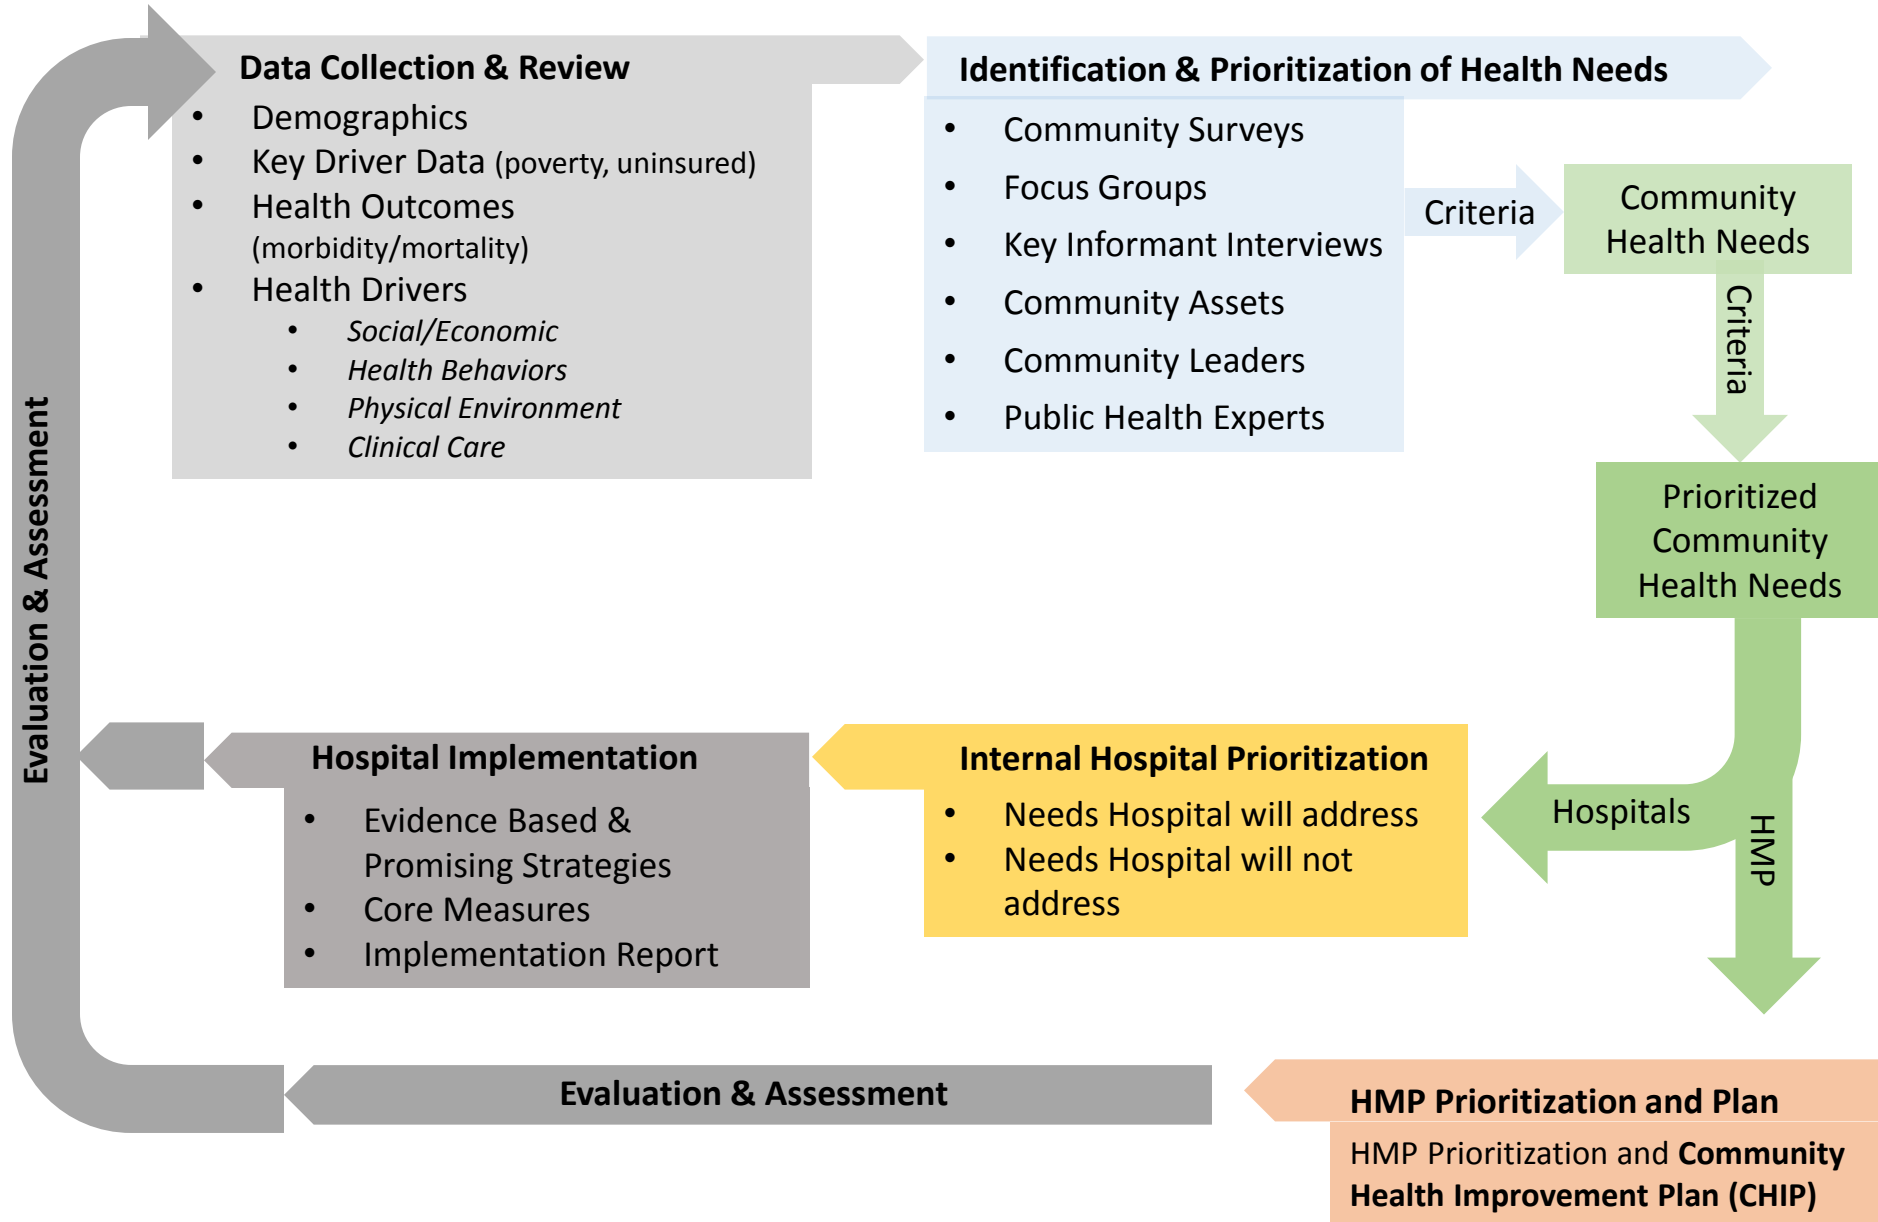 Data Collection & Review
• Demographics
• Key Driver Data (poverty, uninsured)
• Health Outcomes
(morbidity/mortality)
• Health Drivers
• Social/Economic
• Health Behaviors
• Physical Environment
• Clinical Care
Identification & Prioritization of Health Needs
• Community Surveys
• Focus Groups
• Key Informant Interviews
• Community Assets
• Community Leaders
• Public Health Experts
Criteria
Community
Health Needs
Criteria
Prioritized
Community
Health Needs
Hospitals
HMP
Internal Hospital Prioritization
• Needs Hospital will address
• Needs Hospital will not
address
Hospital Implementation
• Evidence Based &
Promising Strategies
• Core Measures
• Implementation Report
HMP Prioritization and Plan
HMP Prioritization and Community
Health Improvement Plan (CHIP)
Evaluation & Assessment
Evaluation & Assessment